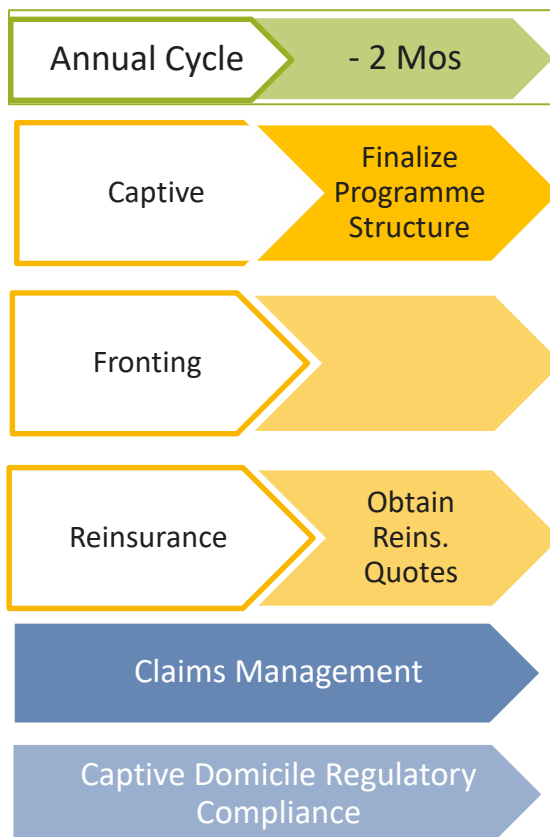 Annual Cycle
- 2 Mos
Captive
Finalize
Programme
Structure
Fronting
Reinsurance
Obtain
Reins.
Quotes
Claims Management
Captive Domicile Regulatory
Compliance